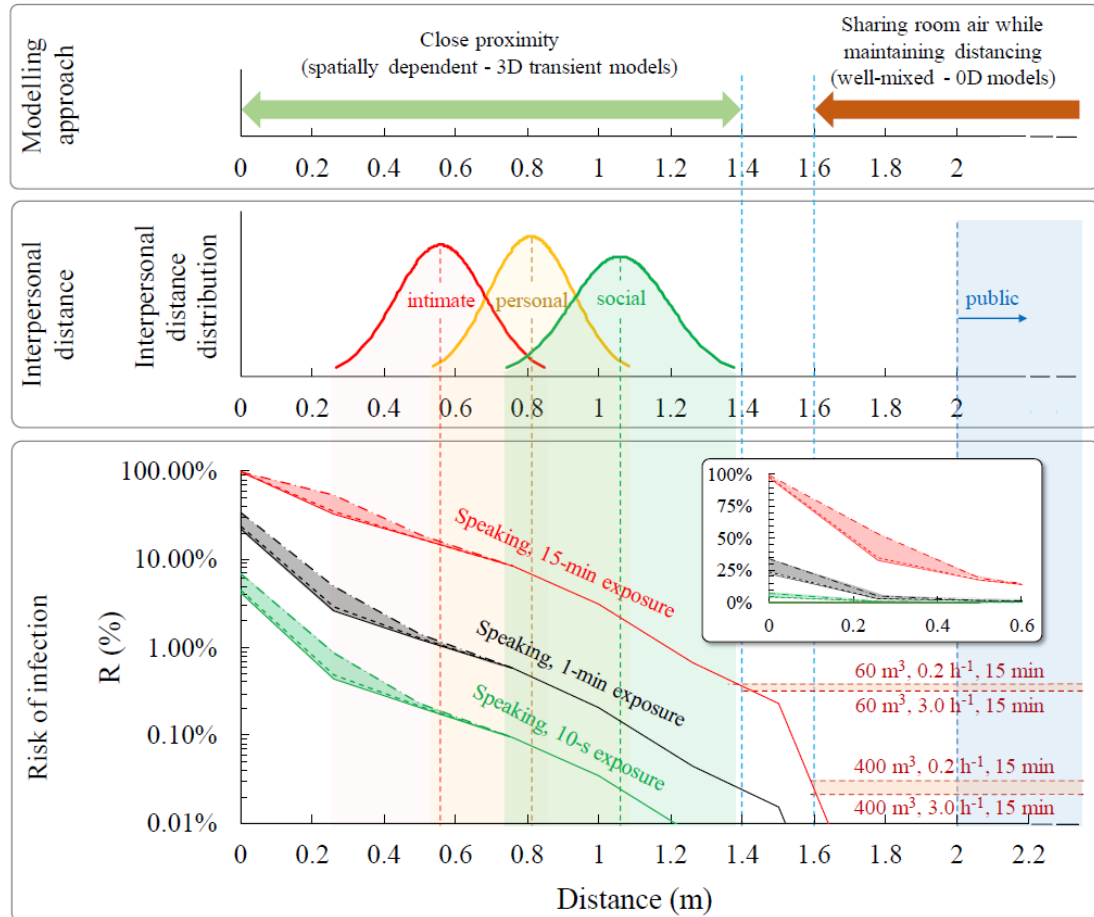 Modelling
approach
Close proximity
(spatially dependent - 3D transient models)
Sharing room air while
maintaining distancing
(well-mixed - 0D models)
0 0.2 0.4 0.6 0.8 1 1.2 1.4 1.6 2
Interpersonal
distance
Interpersonal
distance
distribution
intimate
personal
social
public
0 0.2 0.4 0.6 0.8 1 1.2 1.4 1.6 2
Risk of infection
R (%)
100.00%
10.00%
1.00%
0.10%
0.01%
Speaking, 15-min exposure
Speaking, 1-min exposure
Speaking, 10-s exposure
100%
75%
50%
25%
0%
0 0.2 0.4 0.6
60 m³, 0.2 h⁻¹, 15 min
60 m³, 3.0 h⁻¹, 15 min
400 m³, 0.2 h⁻¹, 15 min
400 m³, 3.0 h⁻¹, 15 min
0 0.2 0.4 0.6 0.8 1 1.2 1.4 1.6 1.8 2 2.2
Distance (m)